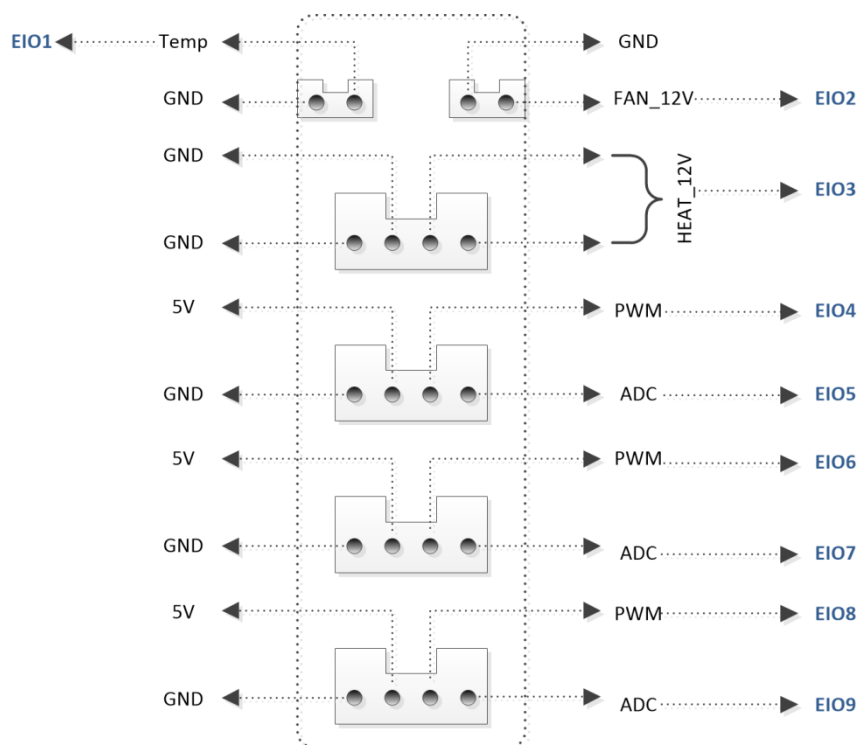 EIO1 Temp GND
GND FAN_12V EIO2
GND
HEAT_12V EIO3
GND
5V PWM EIO4
GND ADC EIO5
5V PWM EIO6
GND ADC EIO7
5V PWM EIO8
GND ADC EIO9